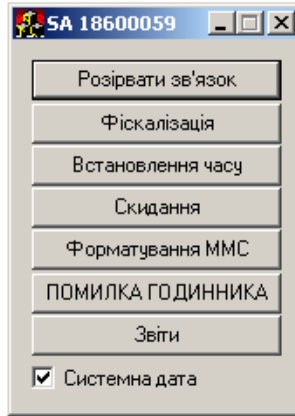 SA 18600059
Розірвати зв'язок
Фіскалізація
Встановлення часу
Скидання
Форматування ММС
ПОМИЛКА ГОДИННИКА
Звіти
Системна дата